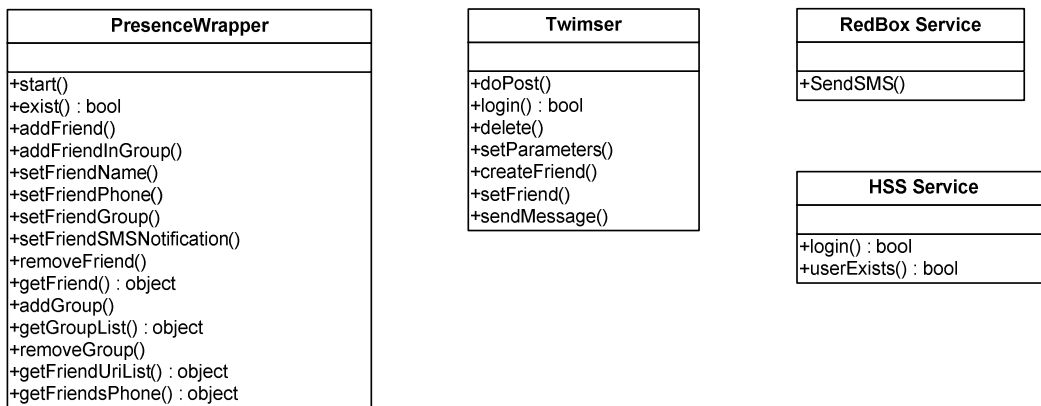 PresenceWrapper
+start()
+exist() : bool
+addFriend()
+addFriendInGroup()
+setFriendName()
+setFriendPhone()
+setFriendGroup()
+setFriendSMSNotification()
+removeFriend()
+getFriend() : object
+addGroup()
+getGroupList() : object
+removeGroup()
+getFriendUriList() : object
+getFriendsPhone() : object
Twimser
+doPost()
+login() : bool
+delete()
+setParameters()
+createFriend()
+setFriend()
+sendMessage()
RedBox Service
+SendSMS()
HSS Service
+login() : bool
+userExists() : bool